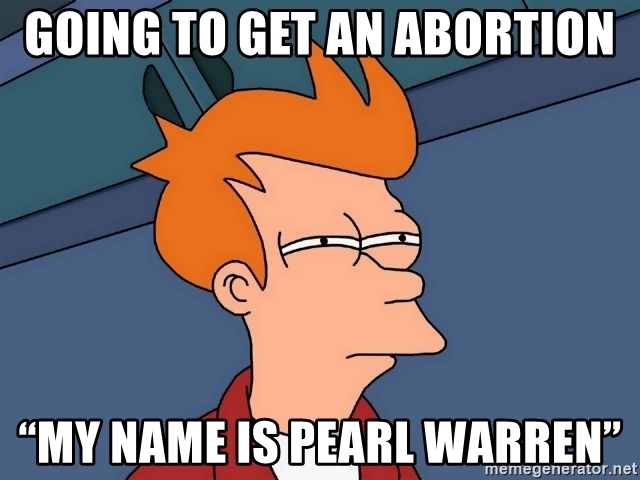 GOING TO GET AN ABORTION
“MY NAME IS PEARL WARREN”
memegenerator.net